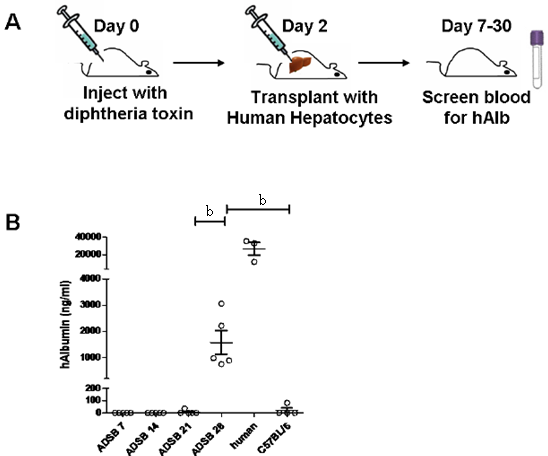 A
Day 0
Day 2
Day 7-30
Inject with
diphtheria toxin
Transplant with
Human Hepatocytes
Screen blood
for hAlb
B
b
b
hAlbumin (ng/ml)
40000
20000
4000
3000
2000
1000
200
100
0
ADSB 7
ADSB 14
ADSB 21
ADSB 28
human
C57BL/6